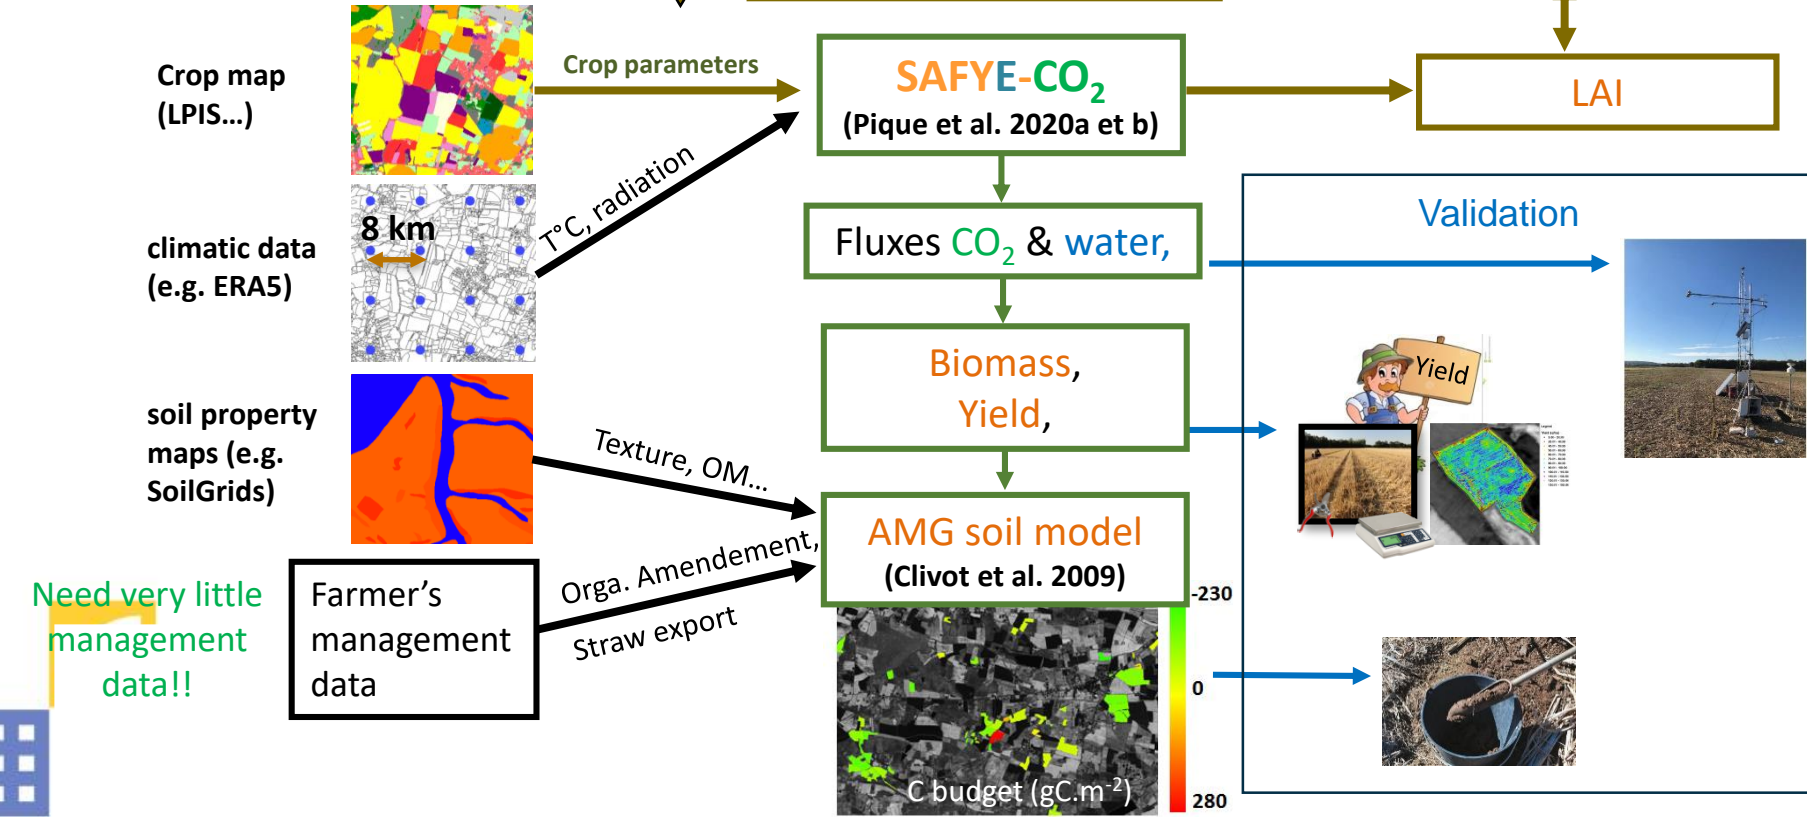 Crop map
(LPIS...)
Crop parameters
SAFYE-CO₂
(Pique et al. 2020a et b)
LAI
T°C, radiation
climatic data
(e.g. ERA5)
8 km
Fluxes CO₂ & water,
Validation
Biomass,
Yield,
Yield
soil property
maps (e.g.
SoilGrids)
Texture, OM...
AMG soil model
(Clivot et al. 2009)
Need very little
management
data!!
Farmer's
management
data
Orga. Amendement,
Straw export
-230
0
280
C budget (gC.m⁻²)